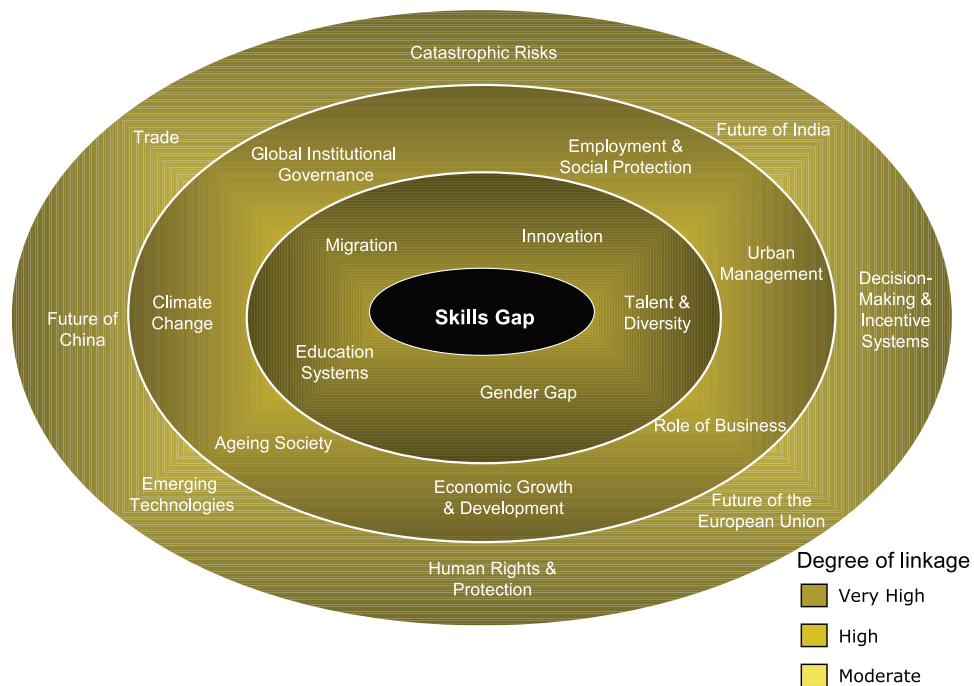 Catastrophic Risks
Trade
Future of India
Global Institutional
Governance
Employment &
Social Protection
Migration
Innovation
Urban
Management
Decision-
Making &
Incentive
Systems
Climate
Change
Future of
China
Skills Gap
Talent &
Diversity
Education
Systems
Gender Gap
Role of Business
Ageing Society
Emerging
Technologies
Economic Growth
& Development
Future of the
European Union
Human Rights &
Protection
Degree of linkage
Very High
High
Moderate